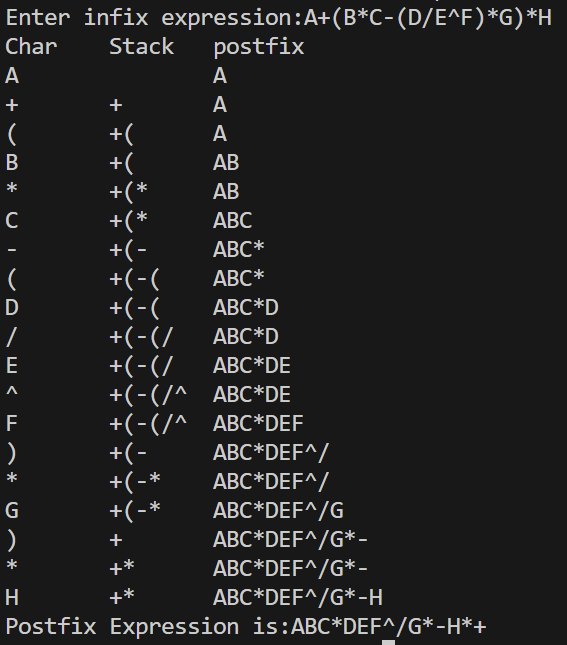 Enter infix expression:A+(B*C-(D/E^F)*G)*H
Char    Stack   postfix
A               A
+       +       A
(       +(      A
B       +(      AB
*       +(*     AB
C       +(*     ABC
-       +(-     ABC*
(       +(-(    ABC*
D       +(-(    ABC*D
/       +(-(/   ABC*D
E       +(-(/   ABC*DE
^       +(-(/^  ABC*DE
F       +(-(/^  ABC*DEF
)       +(-     ABC*DEF^/
*       +(-*    ABC*DEF^/
G       +(-*    ABC*DEF^/G
)       +       ABC*DEF^/G*-
*       +*      ABC*DEF^/G*-
H       +*      ABC*DEF^/G*-H
Postfix Expression is:ABC*DEF^/G*-H*+